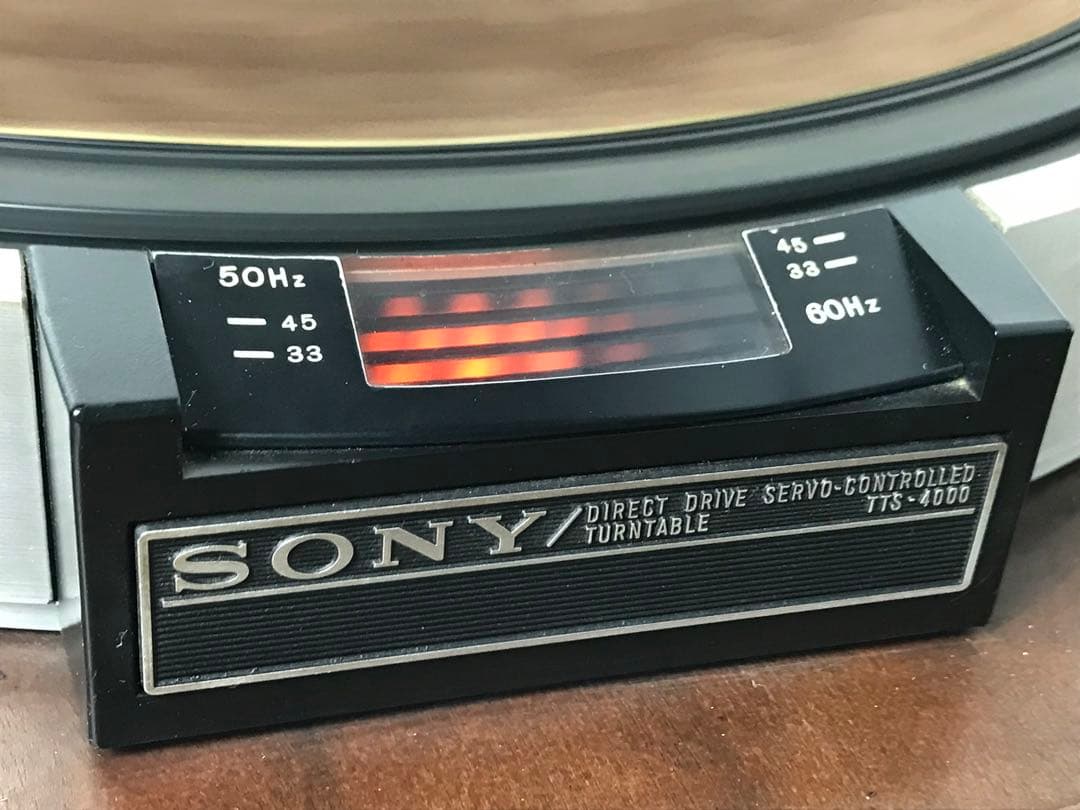 50Hz
45
33
45
33
60Hz
SONY/
DIRECT DRIVE SERVO-CONTROLLED
TURNTABLE
TTS-4000